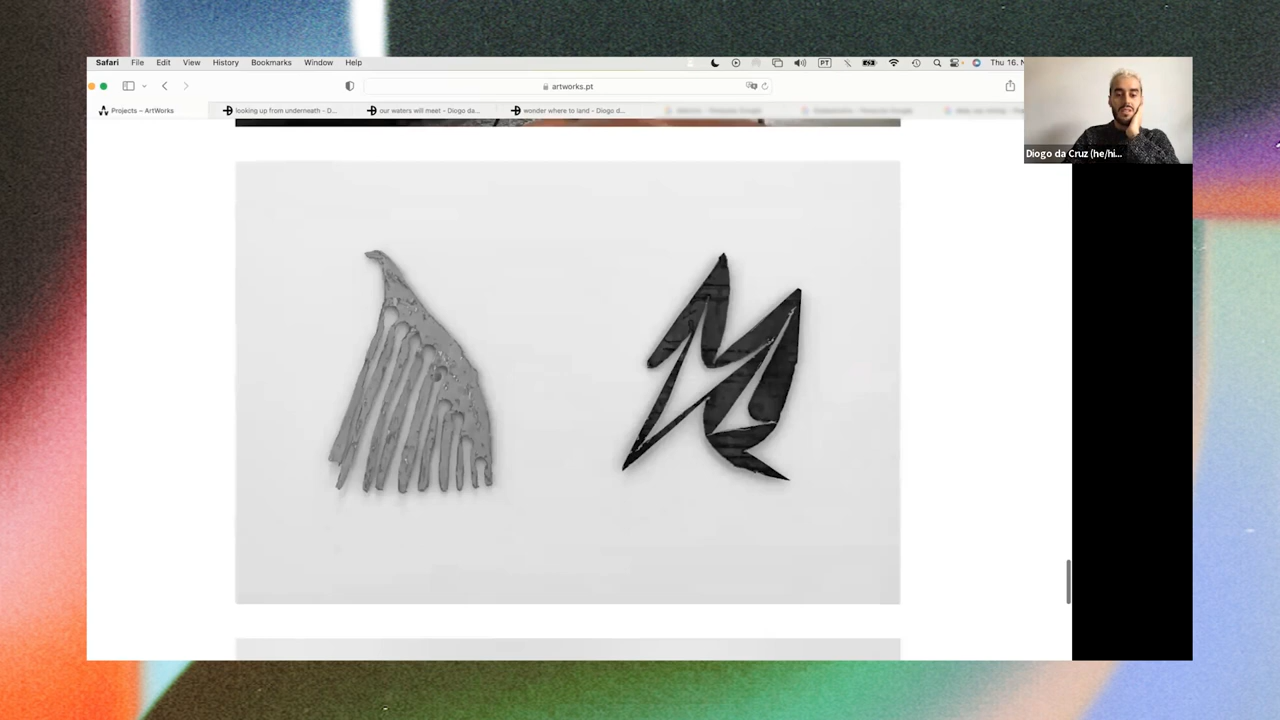 Safari File Edit View History Bookmarks Window Help PT Thu 16. N
artworks.pt
Projects – ArtWorks looking up from underneath - D... our waters will meet - Diogo da... wonder where to land - Diogo d...
Diogo da Cruz (he/hi...